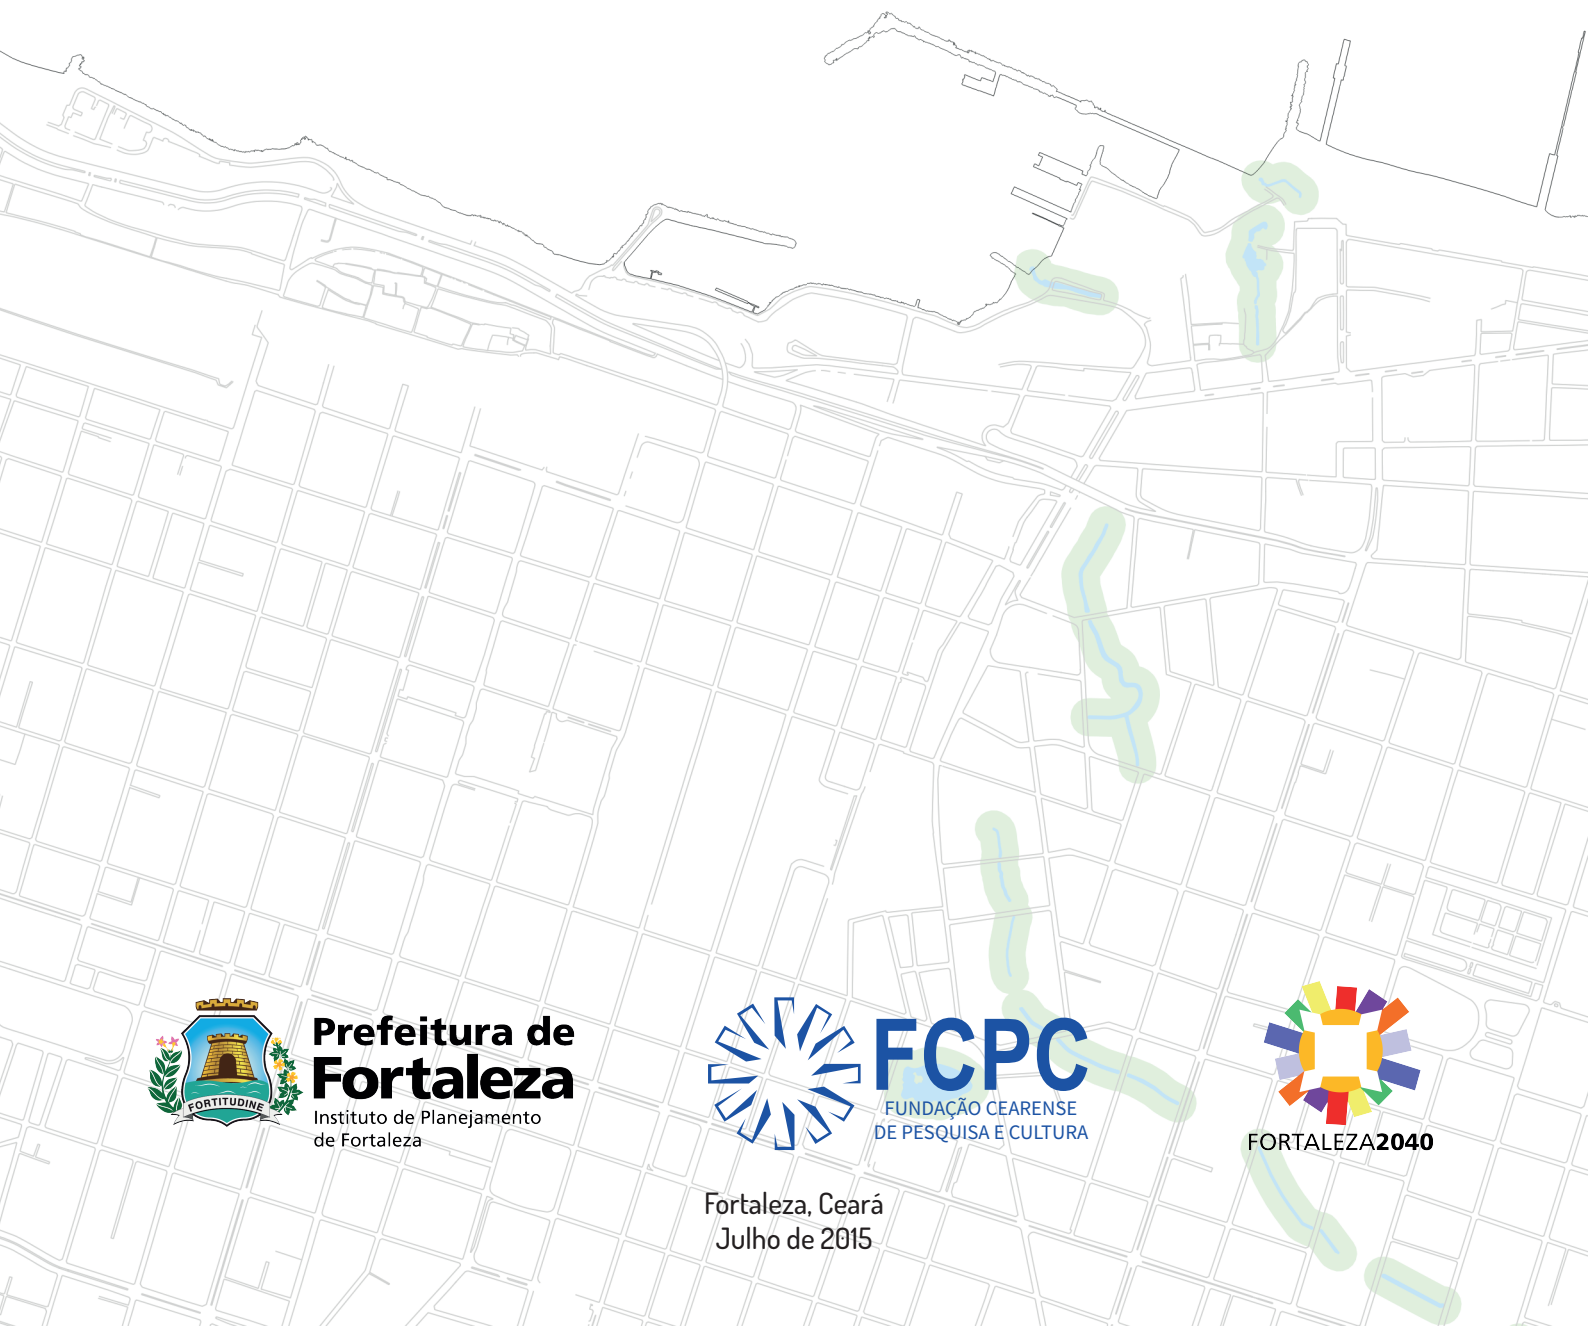 Prefeitura de
Fortaleza
Instituto de Planejamento
de Fortaleza
FORTITUDINE
FCPC
FUNDAÇÃO CEARENSE
DE PESQUISA E CULTURA
FORTALEZA2040
Fortaleza, Ceará
Julho de 2015